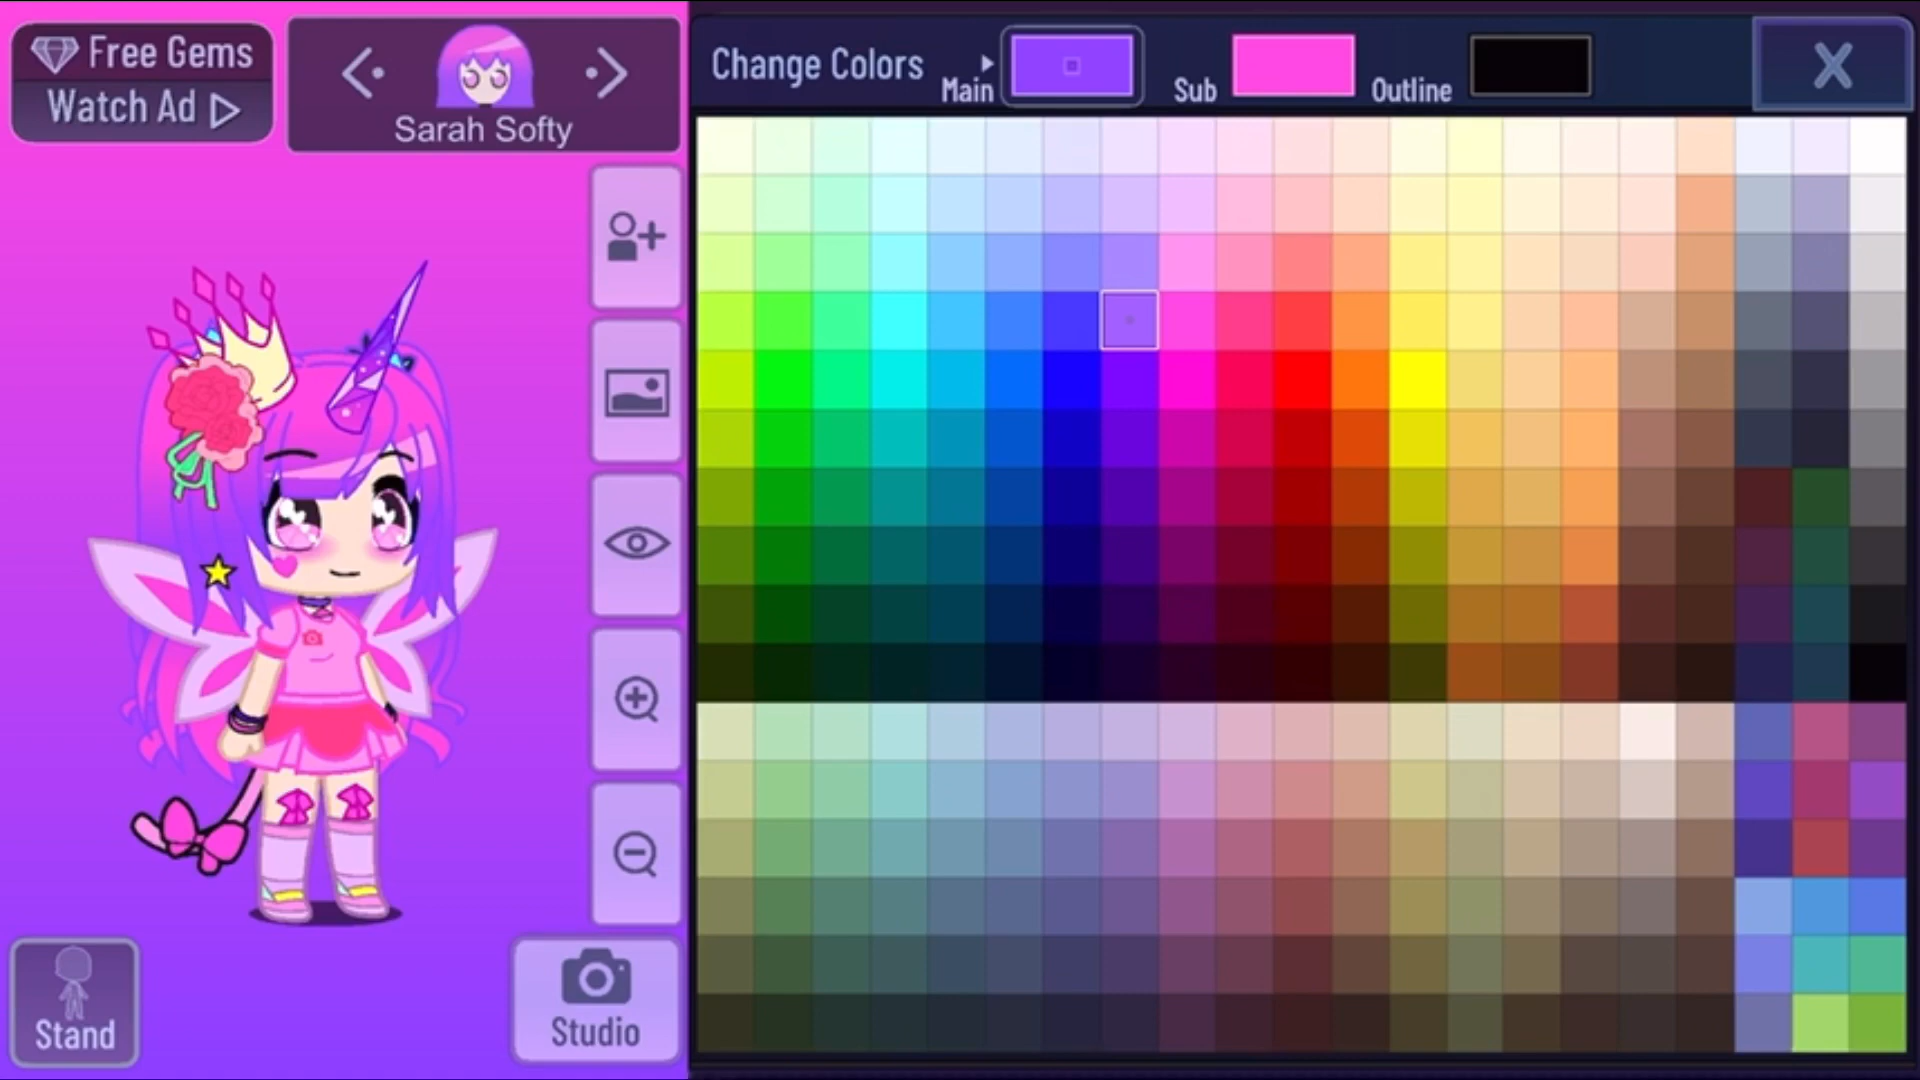 Free Gems
Watch Ad
Sarah Softy
Change Colors
Main
Sub
Outline
X
Stand
Studio